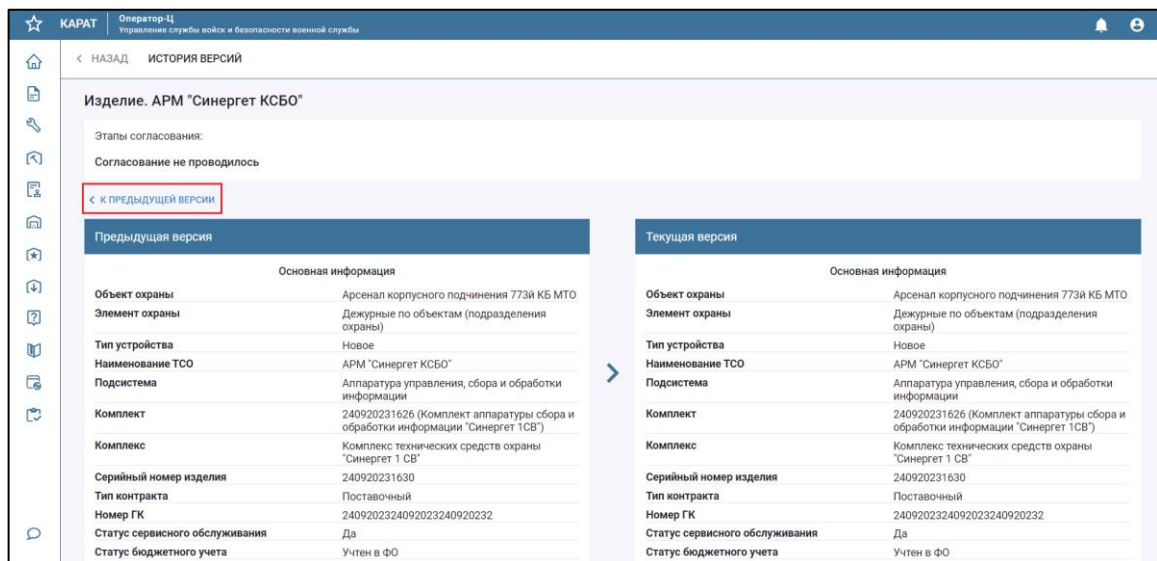 КАРАТ
Оператор-Ц
Управление службы войск и безопасности военной службы
НАЗАД ИСТОРИЯ ВЕРСИЙ
Изделие. АРМ "Синергет КСБО"
Этапы согласования:
Согласование не проводилось
К ПРЕДЫДУЩЕЙ ВЕРСИИ
Предыдущая версия
Основная информация
Объект охраны Арсенал корпусного подчинения 773й КБ МТО
Элемент охраны Дежурные по объектам (подразделения
охраны)
Тип устройства Новое
Наименование ТСО АРМ "Синергет КСБО"
Подсистема Аппаратура управления, сбора и обработки
информации
Комплект 240920231626 (Комплект аппаратуры сбора и
обработки информации "Синергет 1СВ")
Комплекс Комплекс технических средств охраны
"Синергет 1 СВ"
Серийный номер изделия 240920231630
Тип контракта Поставочный
Номер ГК 2409202324092023240920232
Статус сервисного обслуживания Да
Статус бюджетного учета Учтен в ФО
Текущая версия
Основная информация
Объект охраны Арсенал корпусного подчинения 773й КБ МТО
Элемент охраны Дежурные по объектам (подразделения
охраны)
Тип устройства Новое
Наименование ТСО АРМ "Синергет КСБО"
Подсистема Аппаратура управления, сбора и обработки
информации
Комплект 240920231626 (Комплект аппаратуры сбора и
обработки информации "Синергет 1СВ")
Комплекс Комплекс технических средств охраны
"Синергет 1 СВ"
Серийный номер изделия 240920231630
Тип контракта Поставочный
Номер ГК 2409202324092023240920232
Статус сервисного обслуживания Да
Статус бюджетного учета Учтен в ФО